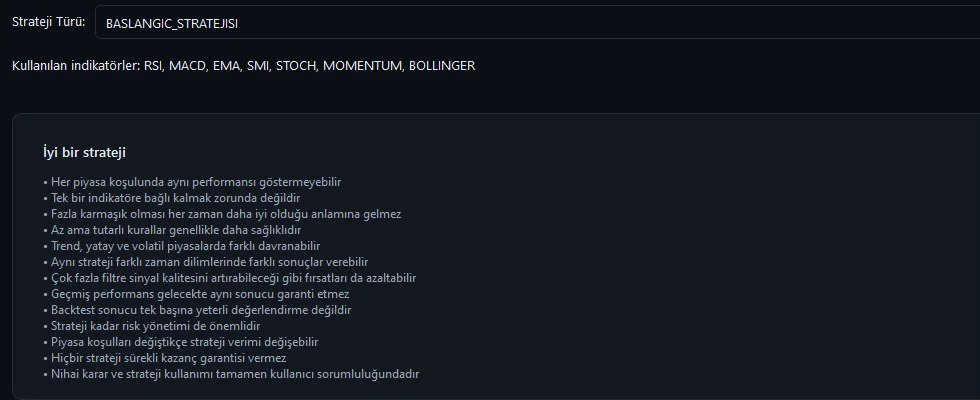 Strateji Türü: BASLANGIC_STRATEJISI
Kullanılan indikatörler: RSI, MACD, EMA, SMI, STOCH, MOMENTUM, BOLLINGER
İyi bir strateji
• Her piyasa koşulunda aynı performansı göstermeyebilir
• Tek bir indikatöre bağlı kalmak zorunda değildir
• Fazla karmaşık olması her zaman daha iyi olduğu anlamına gelmez
• Az ama tutarlı kurallar genellikle daha sağlıklıdır
• Trend, yatay ve volatil piyasalarda farklı davranabilir
• Aynı strateji farklı zaman dilimlerinde farklı sonuçlar verebilir
• Çok fazla filtre sinyal kalitesini artırabileceği gibi fırsatları da azaltabilir
• Geçmiş performans gelecekte aynı sonucu garanti etmez
• Backtest sonucu tek başına yeterli değerlendirme değildir
• Strateji kadar risk yönetimi de önemlidir
• Piyasa koşulları değiştikçe strateji verimi değişebilir
• Hiçbir strateji sürekli kazanç garantisi vermez
• Nihai karar ve strateji kullanımı tamamen kullanıcı sorumluluğundadır